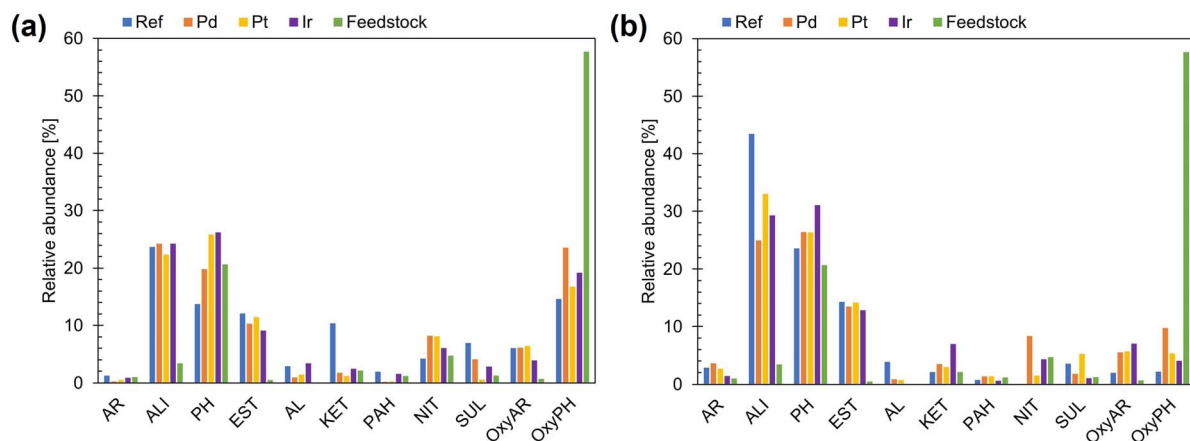 (a)
Ref Pd Pt Ir Feedstock
Relative abundance [%]
60
50
40
30
20
10
0
AR ALI PH EST AL KET PAH NIT SUL OxyAR OxyPH
(b)
Ref Pd Pt Ir Feedstock
Relative abundance [%]
60
50
40
30
20
10
0
AR ALI PH EST AL KET PAH NIT SUL OxyAR OxyPH